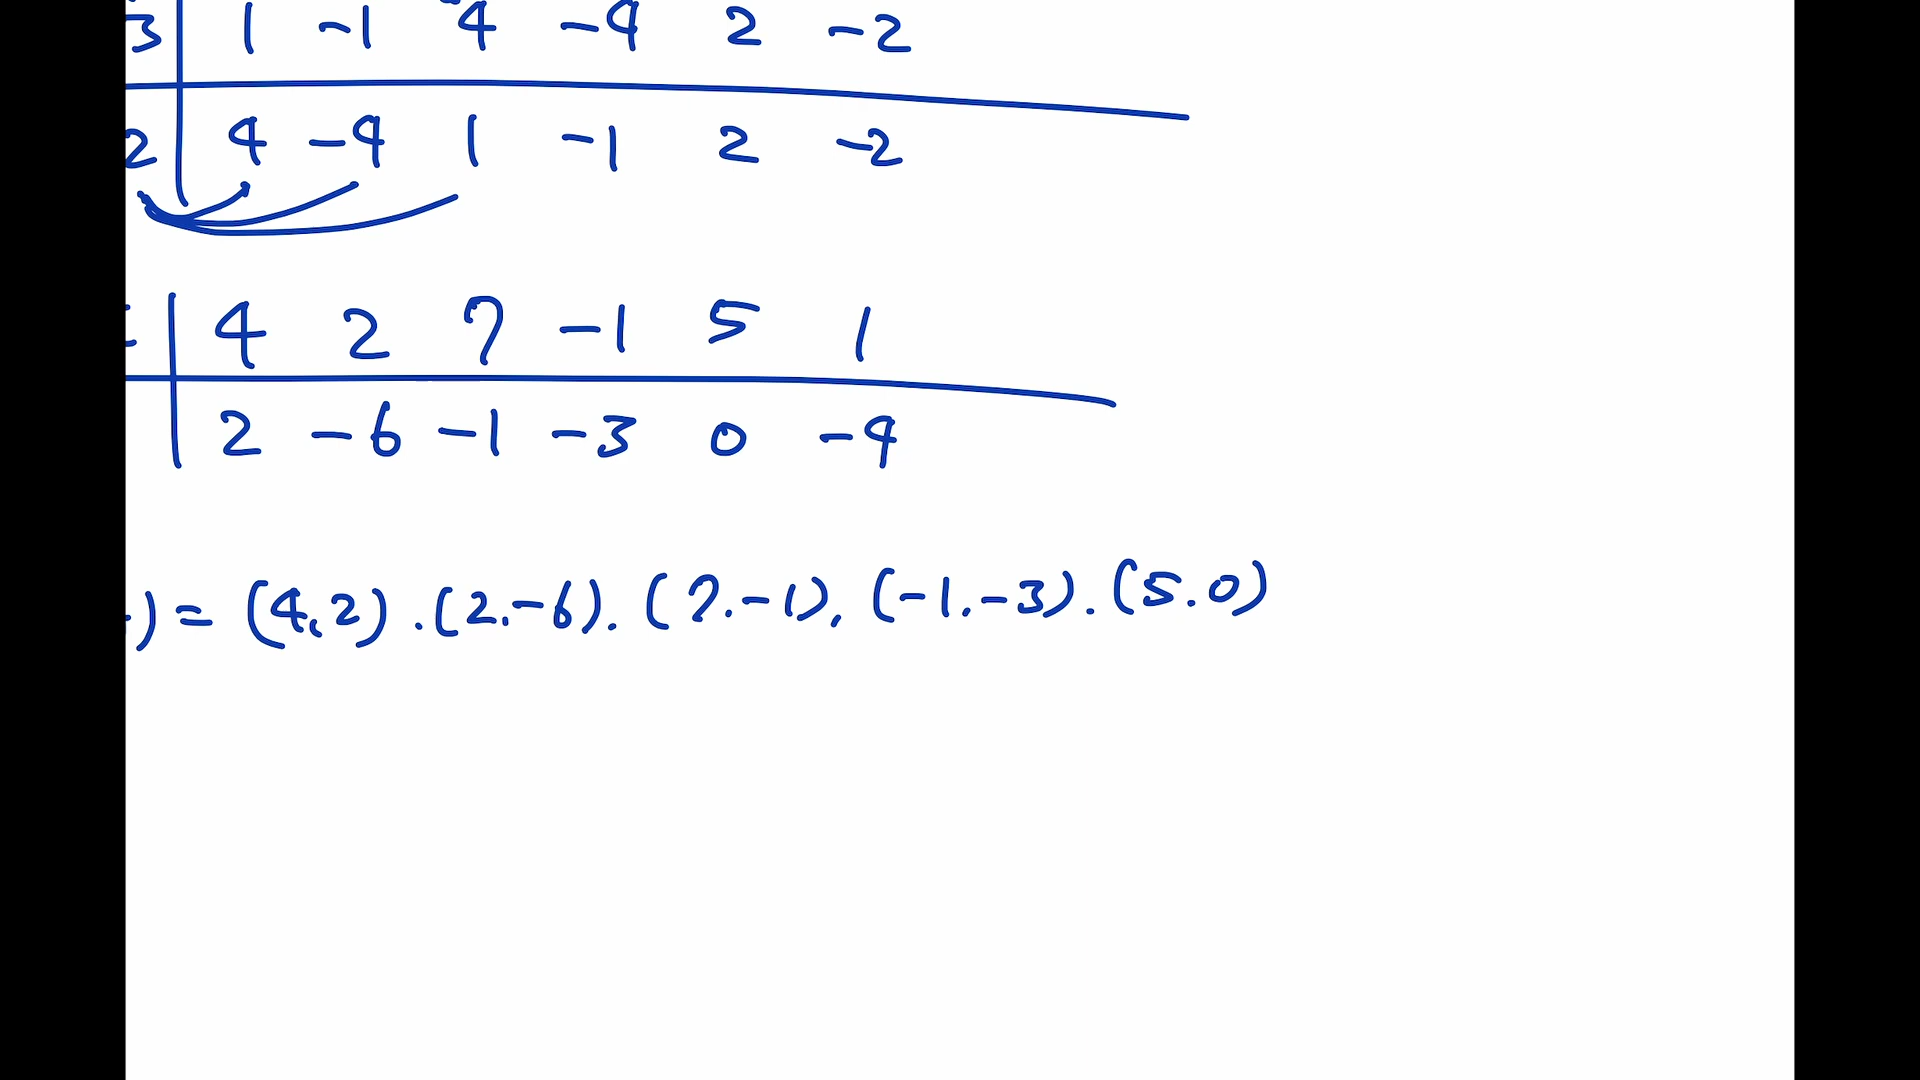 3 | 1 -1 4 -4 2 -2
2 | 4 -4 1 -1 2 -2
| 4 2 7 -1 5 1
| 2 -6 -1 -3 0 -4
) = (4,2).(2.-6).(7.-1),(-1.-3).(5.0)